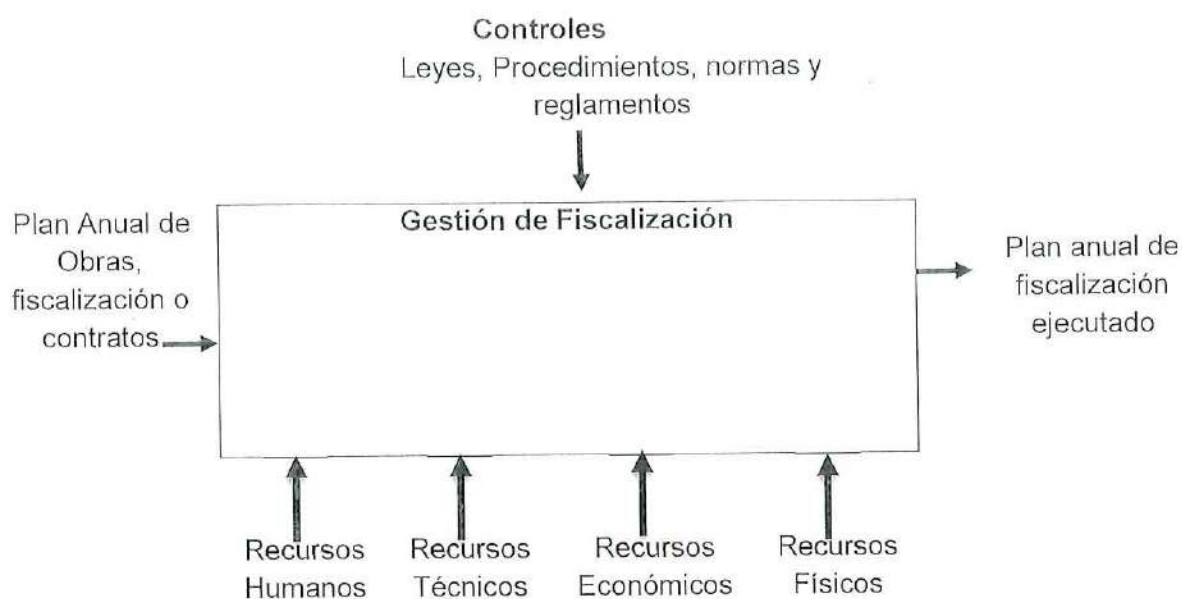 Controles
Leyes, Procedimientos, normas y
reglamentos
Gestión de Fiscalización
Plan Anual de
Obras,
fiscalización o
contratos
Plan anual de
fiscalización
ejecutado
Recursos
Humanos
Recursos
Técnicos
Recursos
Económicos
Recursos
Físicos